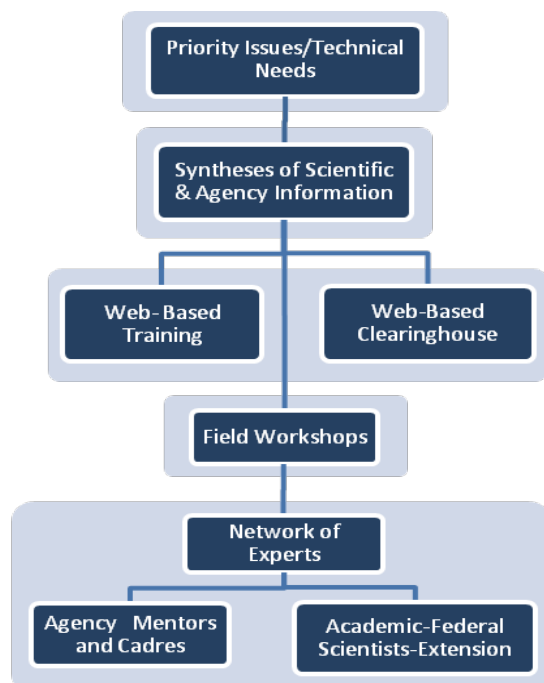 Priority Issues/Technical
Needs
Syntheses of Scientific
& Agency Information
Web-Based
Training
Web-Based
Clearinghouse
Field Workshops
Network of
Experts
Agency Mentors
and Cadres
Academic-Federal
Scientists-Extension